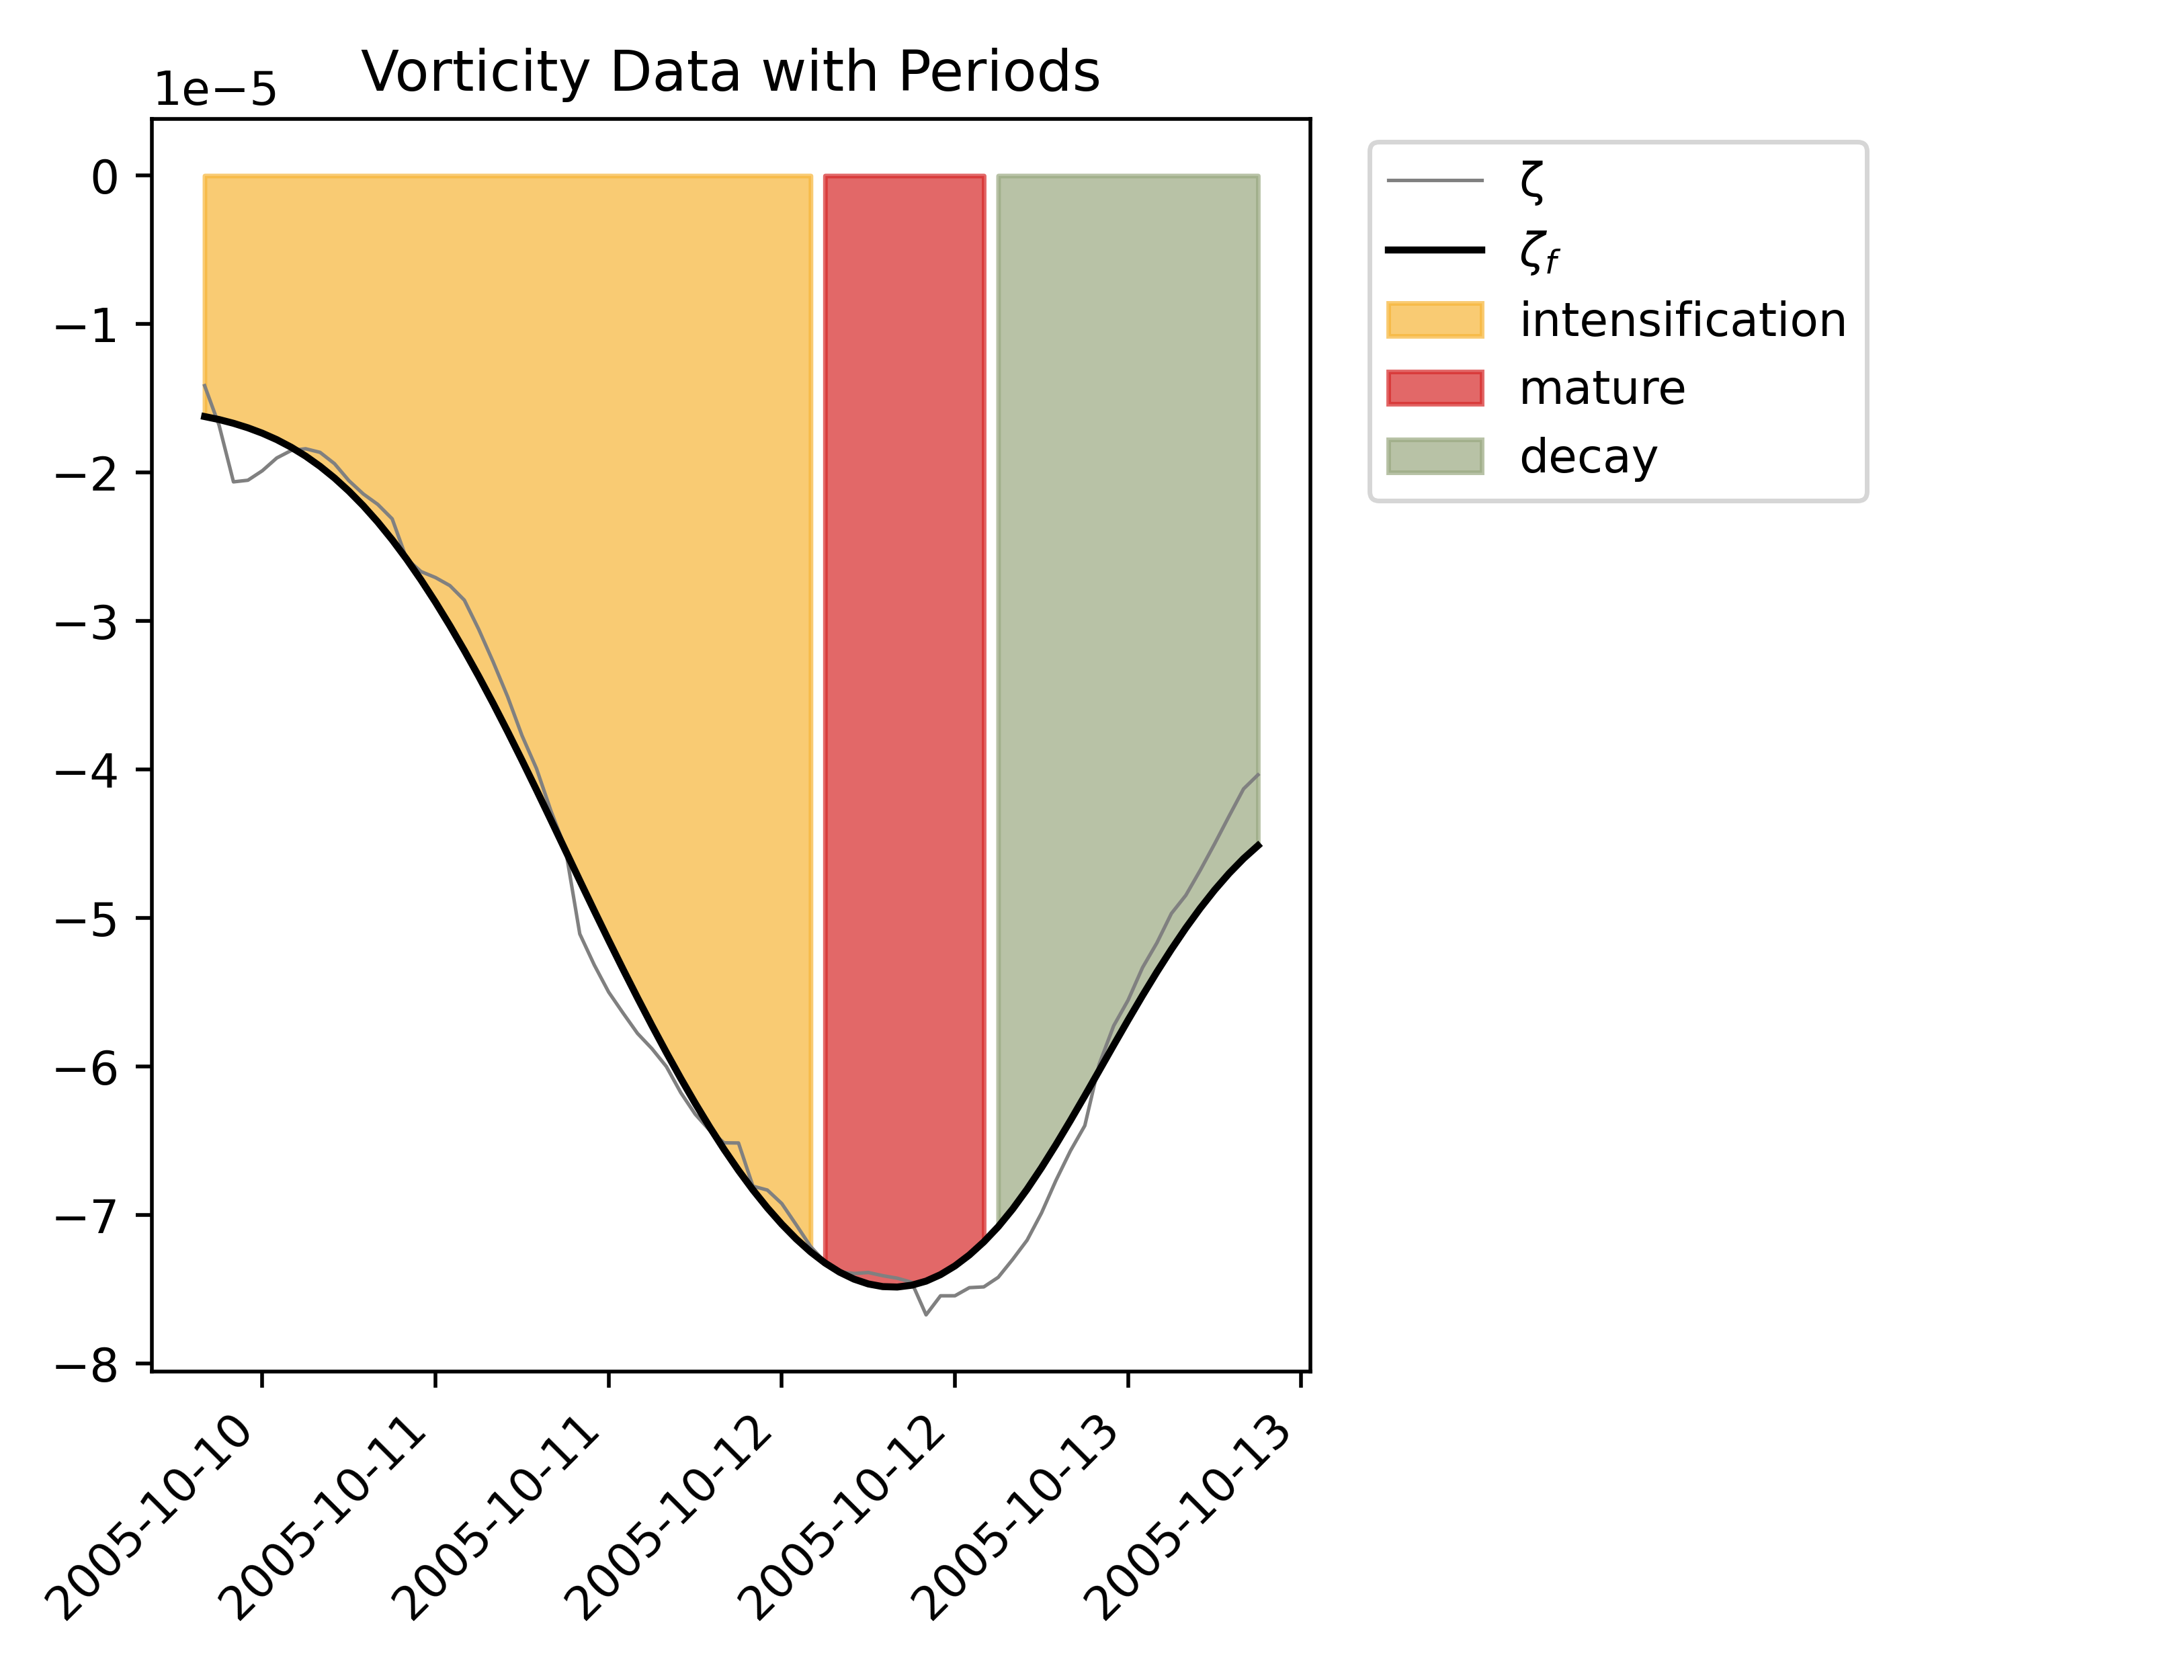 Vorticity Data with Periods
1e−5
0
−1
−2
−3
−4
−5
−6
−7
−8
2005-10-10
2005-10-11
2005-10-11
2005-10-12
2005-10-12
2005-10-13
2005-10-13
ζ
ζf
intensification
mature
decay